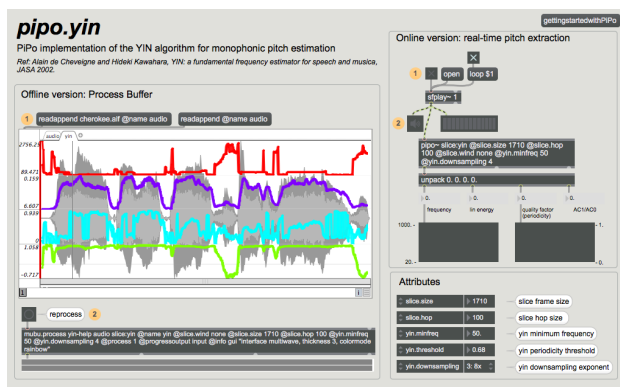 pipo.yin
PiPo implementation of the YIN algorithm for monophonic pitch estimation
Ref: Alain de Cheveigne and Hideki Kawahara, YIN: a fundamental frequency estimator for speech and musica,
JASA 2002.
gettingstartedwithPiPo
Offline version: Process Buffer
1 readappend cherokee.aif @name audio readappend @name audio
audio yin
2756.25
89.471
0.159
6.607
0.939
0
1.058
-0.717
1
reprocess 2
mubu.process yin-help audio slice:yin @name yin @slice.wind none @slice.size 1710 @slice.hop 100 @yin.minfreq
50 @yin.downsampling 4 @process 1 @progressoutput input @info gui "interface multiwave, thickness 3, colormode
rainbow"
Online version: real-time pitch extraction
1 open loop $1
sfplay~ 1
2
pipo~ slice:yin @slice.size 1710 @slice.hop
100 @slice.wind none @yin.minfreq 50
@yin.downsampling 4
unpack 0. 0. 0. 0.
0. 0. 0. 0.
frequency lin energy quality factor AC1/AC0
(periodicity)
1000. - - 1.
20. - - 0.
Attributes
slice.size 1710 slice frame size
slice.hop 100 slice hop size
yin.minfreq 50. yin minimum frequency
yin.threshold 0.68 yin periodicity threshold
yin.downsampling 3: 8x yin downsampling exponent